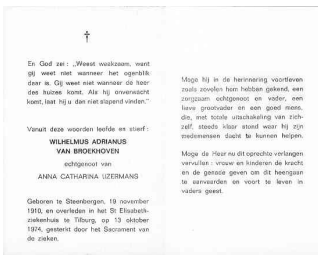 En God zei: „Weest waakzaam, want
gij weet niet wanneer het ogenblik
daar is. Gij weet niet wanneer de heer
des huizes komt. Als hij onverwacht
komt, laat hij u dan niet slapend vinden."
Vanuit deze woorden leefde en stierf:
WILHELMUS ADRIANUS
VAN BROEKHOVEN
echtgenoot van
ANNA CATHARINA IJZERMANS
Geboren te Steenbergen, 19 november
1910, en overleden in het St Elisabeth-
ziekenhuis te Tilburg, op 13 oktober
1974, gesterkt door het Sacrament van
de zieken.
Moge hij in de herinnering voortleven
zoals zovelen hem hebben gekend, een
zorgzaam echtgenoot en vader, een
lieve grootvader en een goed mens,
die, met totale uitschakeling van zich-
zelf, steeds klaar stond waar hij zijn
medemensen dacht te kunnen helpen.
Moge de Heer nu dit oprechte verlangen
vervullen: vrouw en kinderen de kracht
en de genade geven om dit heengaan
te aanvaarden en voort te leven in
vaders geest.